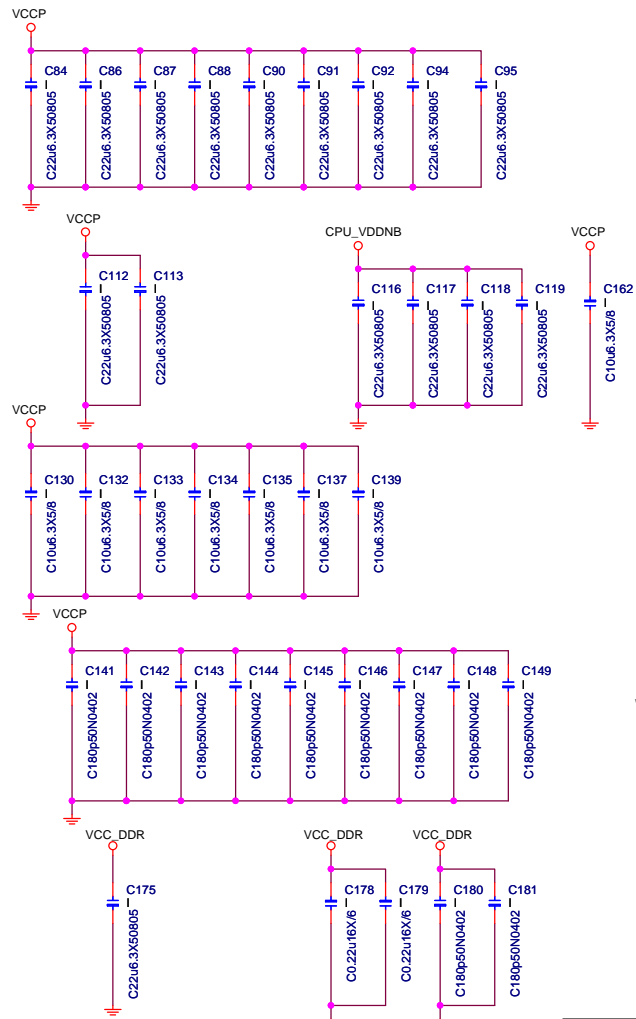 VCCP
C84 C86 C87 C88 C90 C91 C92 C94 C95
I I I I I I I I I
C22u6.3X50805 C22u6.3X50805 C22u6.3X50805 C22u6.3X50805 C22u6.3X50805 C22u6.3X50805 C22u6.3X50805 C22u6.3X50805 C22u6.3X50805
VCCP CPU_VDDNB VCCP
C112 C113 C116 C117 C118 C119 C162
I I I I I I I
C22u6.3X50805 C22u6.3X50805 C22u6.3X50805 C22u6.3X50805 C22u6.3X50805 C22u6.3X50805 C10u6.3X5/8
VCCP
C130 C132 C133 C134 C135 C137 C139
I I I I I I I
C10u6.3X5/8 C10u6.3X5/8 C10u6.3X5/8 C10u6.3X5/8 C10u6.3X5/8 C10u6.3X5/8 C10u6.3X5/8
VCCP
C141 C142 C143 C144 C145 C146 C147 C148 C149
I I I I I I I I I
C180p50N0402 C180p50N0402 C180p50N0402 C180p50N0402 C180p50N0402 C180p50N0402 C180p50N0402 C180p50N0402 C180p50N0402
VCC_DDR VCC_DDR VCC_DDR
C175 C178 C179 C180 C181
I I I I I
C22u6.3X50805 C0.22u16X/6 C0.22u16X/6 C180p50N0402 C180p50N0402